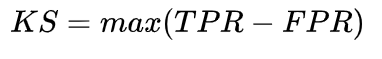 KS = max(TPR − FPR)